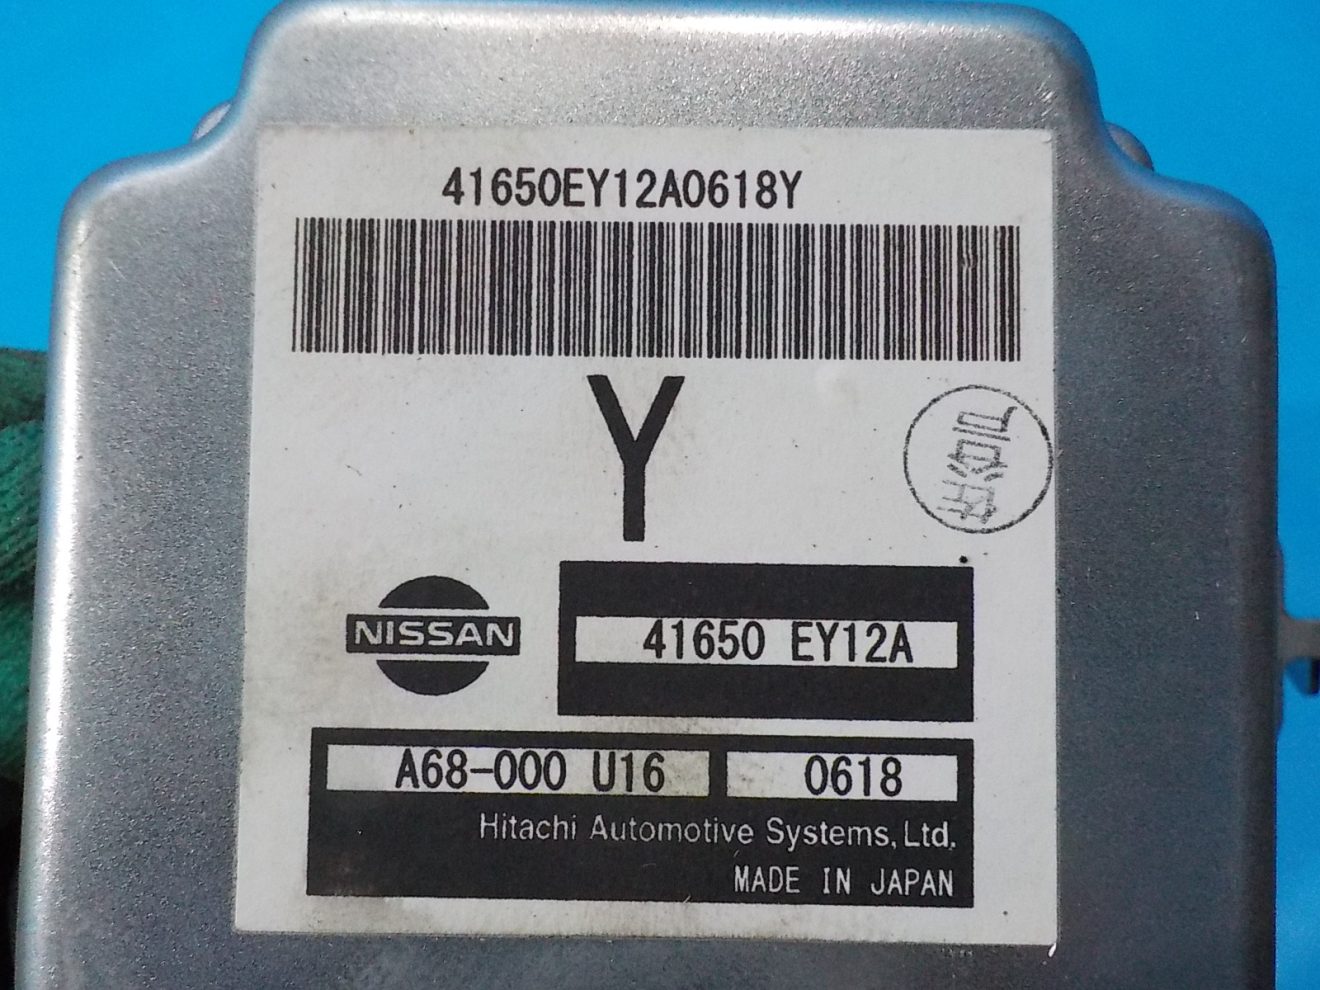 41650EY12A0618Y
Y
NISSAN
41650 EY12A
A68-000 U16
0618
Hitachi Automotive Systems,Ltd.
MADE IN JAPAN